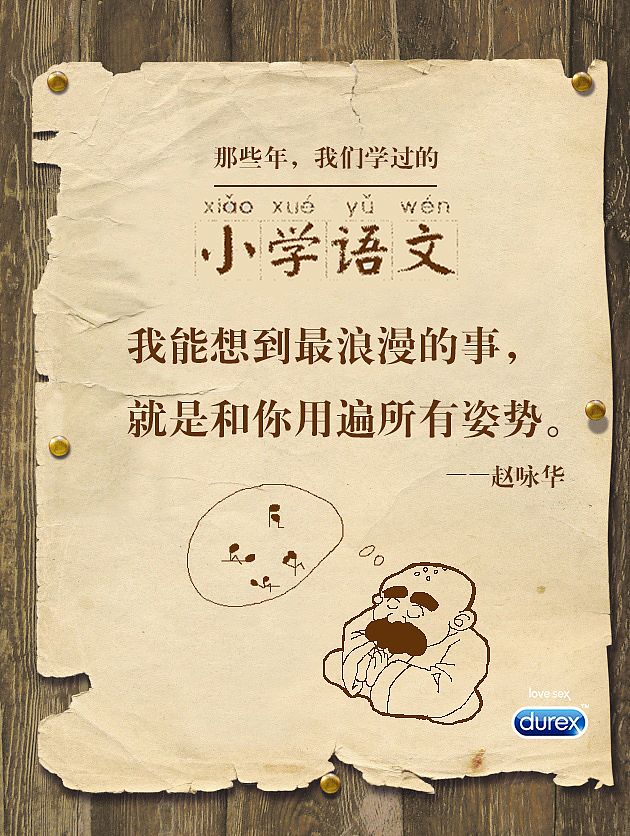 那些年，我们学过的
xiǎo xué yǔ wén
小学语文
我能想到最浪漫的事，
就是和你用遍所有姿势。
——赵咏华
love sex
durex™